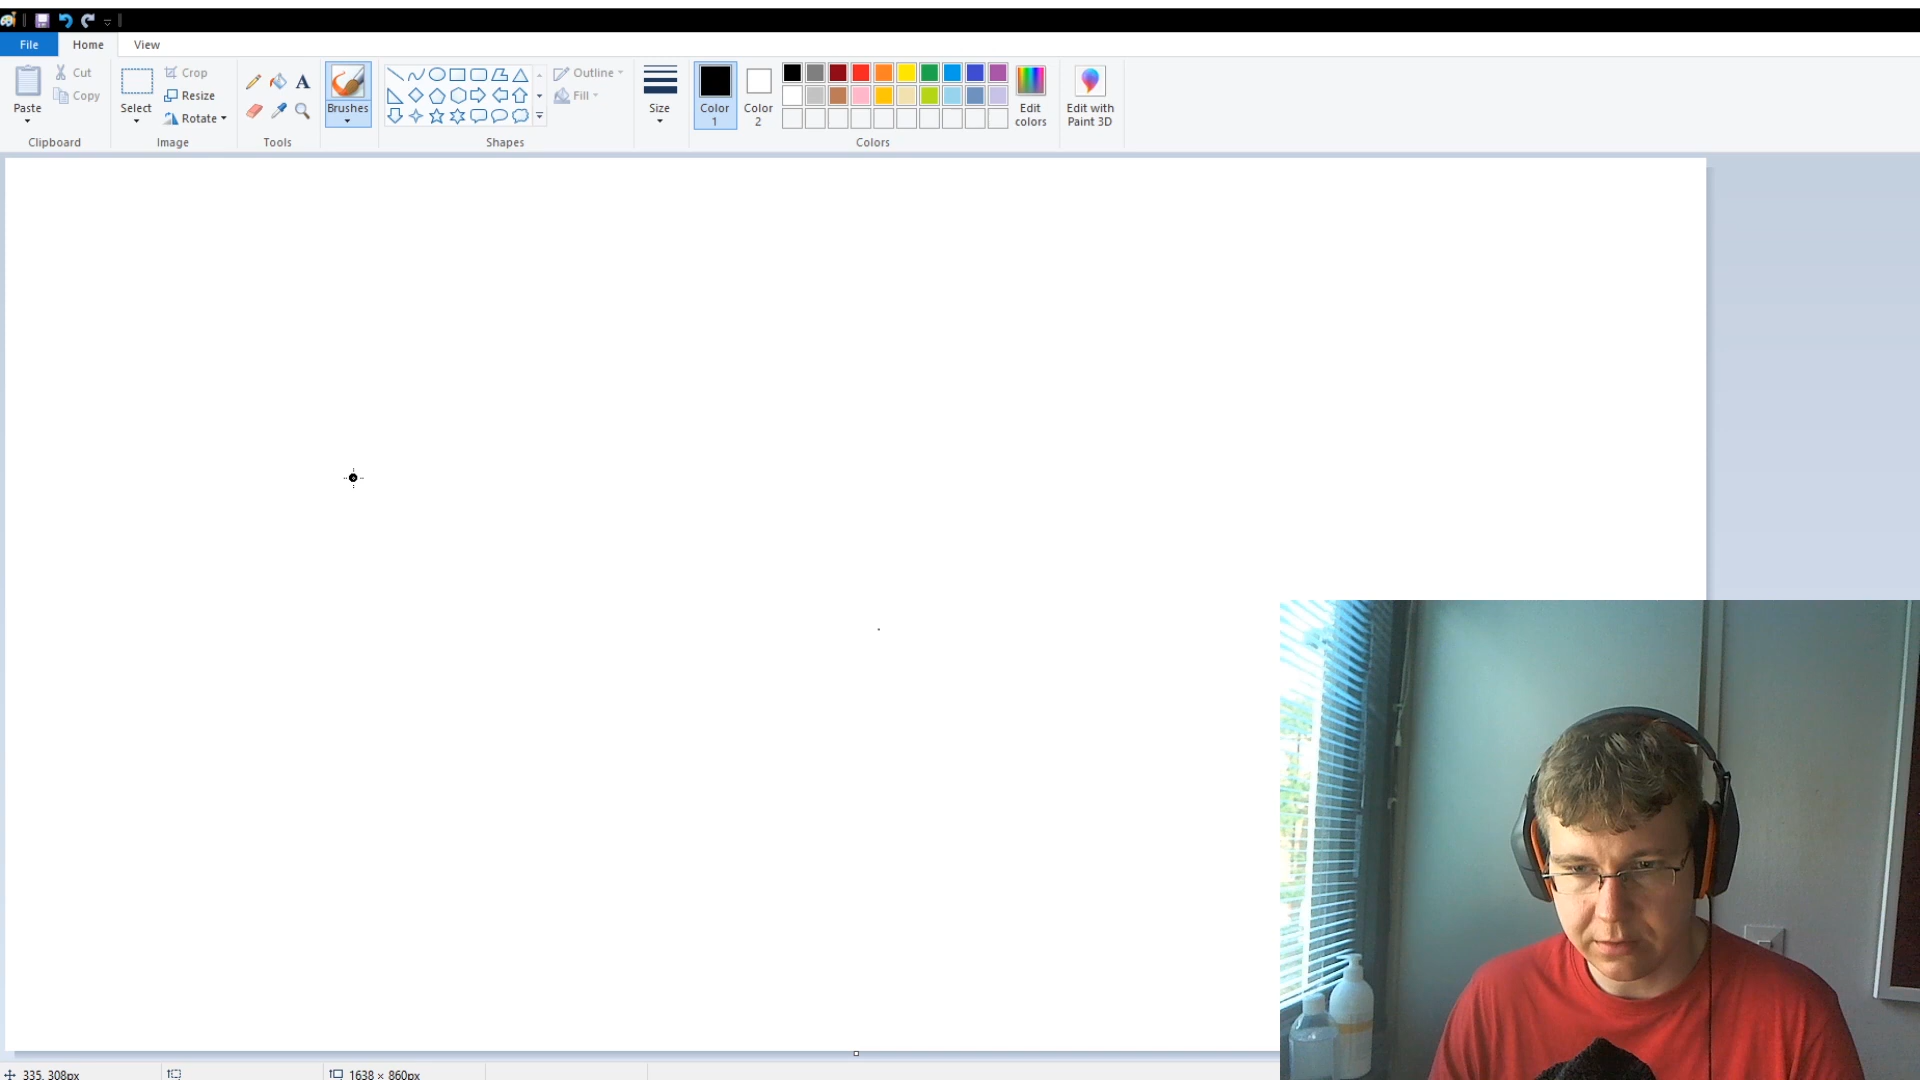 File Home View
Paste
Cut
Copy
Clipboard
Select
Crop
Resize
Rotate
Image
A
Tools
Brushes
Shapes
Outline
Fill
Size
Color
1
Color
2
Edit
colors
Colors
Edit with
Paint 3D
335, 308px
1638 × 860px